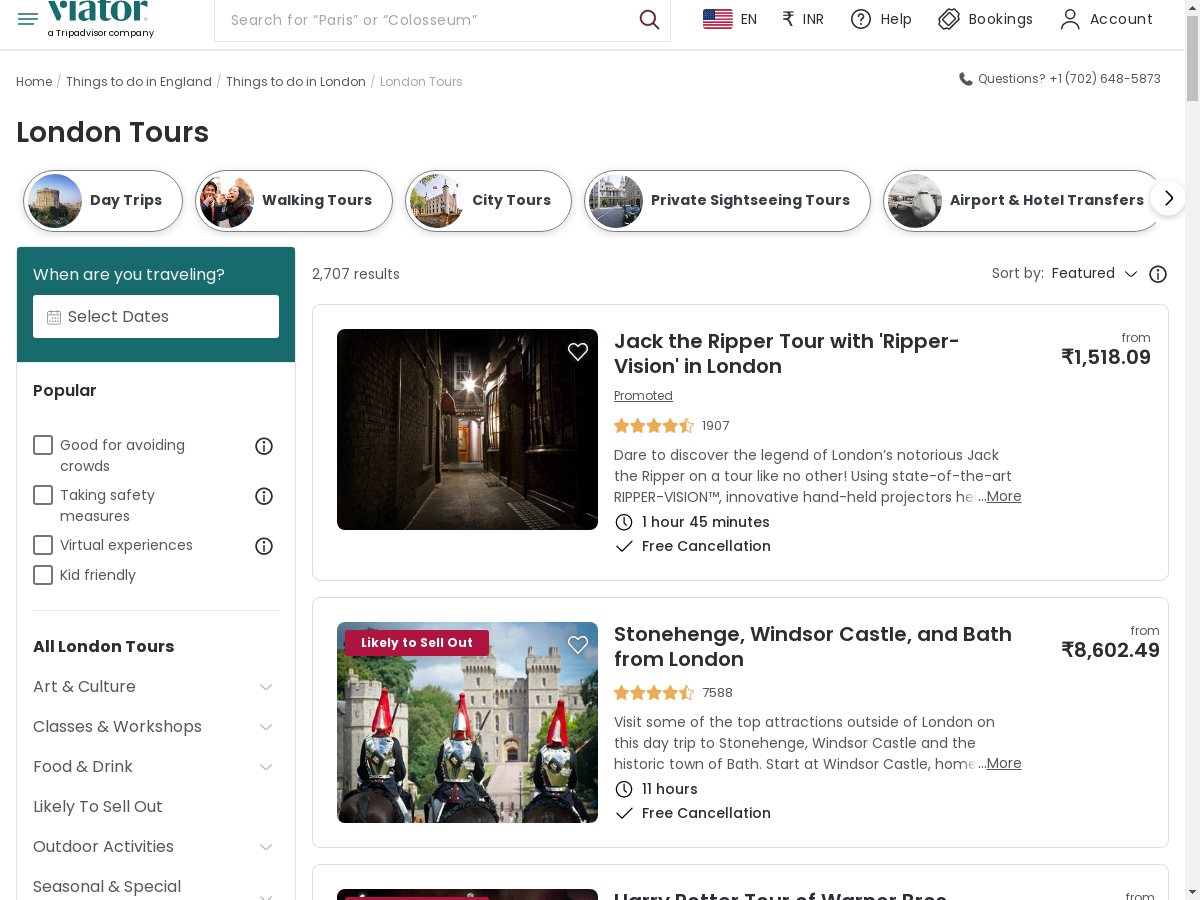 viator
a Tripadvisor company
Search for “Paris” or “Colosseum”
EN
₹ INR
Help
Bookings
Account
Home / Things to do in England / Things to do in London / London Tours
Questions? +1 (702) 648-5873
London Tours
Day Trips
Walking Tours
City Tours
Private Sightseeing Tours
Airport & Hotel Transfers
When are you traveling?
Select Dates
2,707 results
Sort by: Featured
Popular
Good for avoiding
crowds
Taking safety
measures
Virtual experiences
Kid friendly
All London Tours
Art & Culture
Classes & Workshops
Food & Drink
Likely To Sell Out
Outdoor Activities
Seasonal & Special
Jack the Ripper Tour with 'Ripper-
Vision' in London
from
₹1,518.09
Promoted
1907
Dare to discover the legend of London’s notorious Jack
the Ripper on a tour like no other! Using state-of-the-art
RIPPER-VISION™, innovative hand-held projectors he...More
1 hour 45 minutes
Free Cancellation
Likely to Sell Out
Stonehenge, Windsor Castle, and Bath
from London
from
₹8,602.49
7588
Visit some of the top attractions outside of London on
this day trip to Stonehenge, Windsor Castle and the
historic town of Bath. Start at Windsor Castle, home...More
11 hours
Free Cancellation
Harry Potter Tour of Warner Bros
from